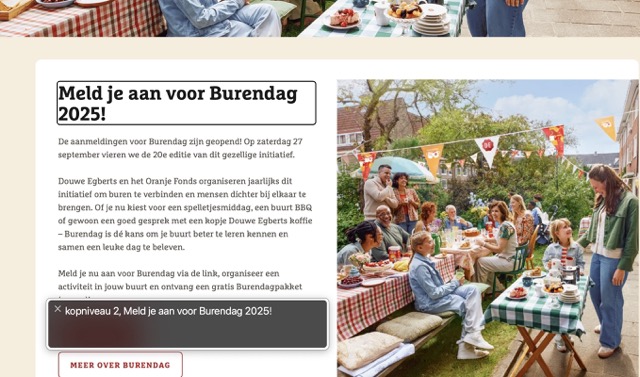 Meld je aan voor Burendag
2025!
De aanmeldingen voor Burendag zijn geopend! Op zaterdag 27
september vieren we de 20e editie van dit gezellige initiatief.
Douwe Egberts en het Oranje Fonds organiseren jaarlijks dit
initiatief om buren te verbinden en mensen dichter bij elkaar te
brengen. Of je nu kiest voor een spelletjesmiddag, een buurt BBQ
of gewoon een goed gesprek met een kopje Douwe Egberts koffie
– Burendag is dé kans om je buurt beter te leren kennen en
samen een leuke dag te beleven.
Meld je nu aan voor Burendag via de link, organiseer een
activiteit in jouw buurt en ontvang een gratis Burendagpakket
kopniveau 2, Meld je aan voor Burendag 2025!
MEER OVER BURENDAG